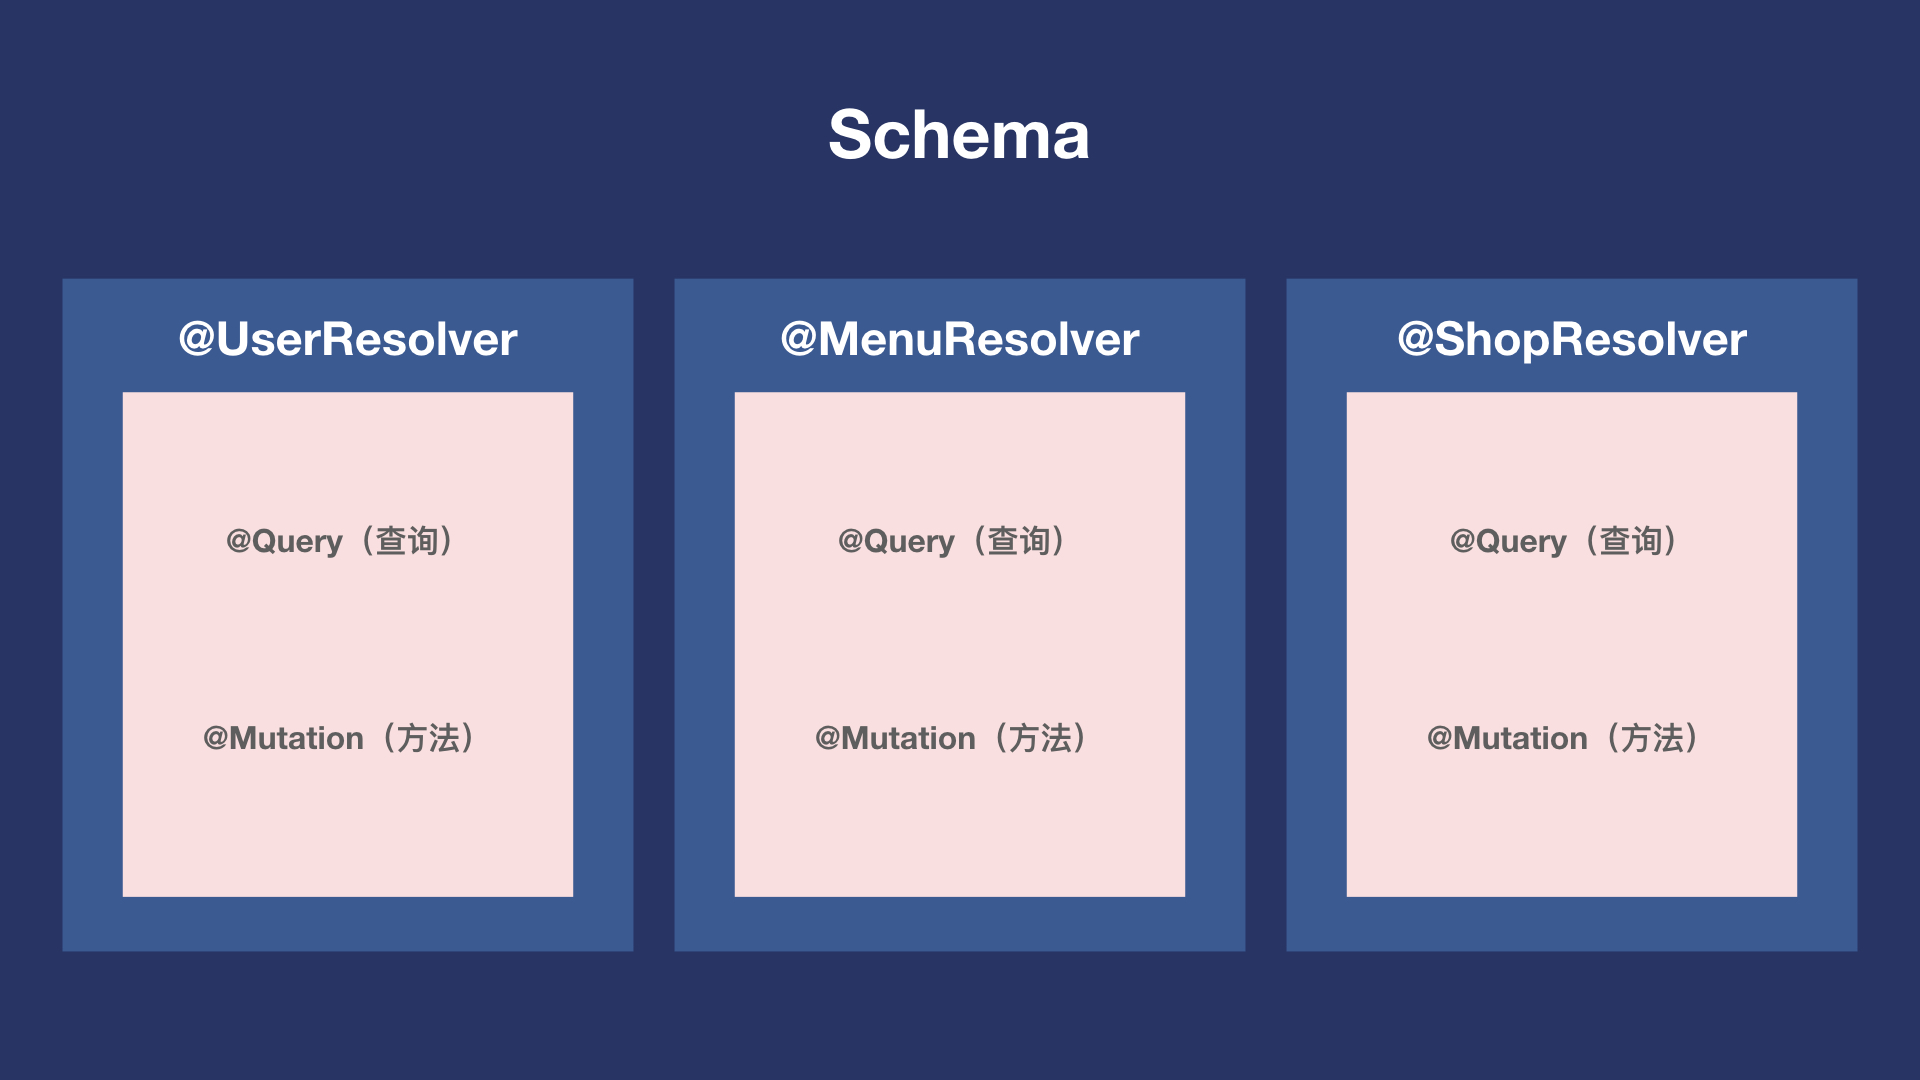 Schema
@UserResolver
@Query（查询）
@Mutation（方法）
@MenuResolver
@Query（查询）
@Mutation（方法）
@ShopResolver
@Query（查询）
@Mutation（方法）